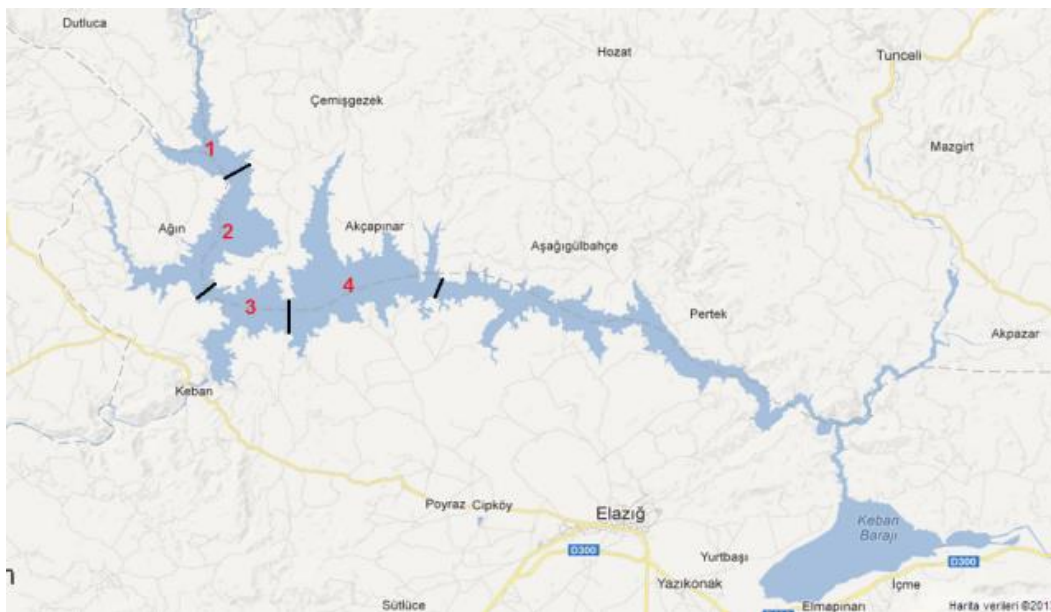 Dutluca
Hozat
Tunceli
Çemişgezek
1
Mazgirt
Ağın
2
Akçapınar
Aşağıgülbahçe
4
3
Pertek
Akpazar
Keban
Poyraz Cipköy
Elazığ
Keban
Barajı
D300
Yurtbaşı
D300
Yazıkonak
İçme
Sütlüce
Elmapınarı
Harita verileri ©201